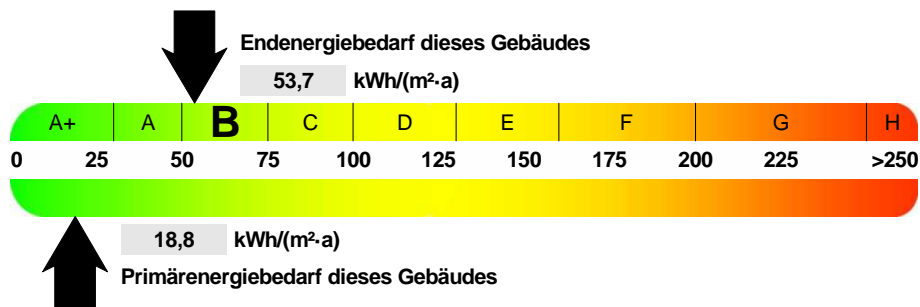 Endenergiebedarf dieses Gebäudes
53,7 kWh/(m²·a)
A+ A B C D E F G H
0 25 50 75 100 125 150 175 200 225 >250
18,8 kWh/(m²·a)
Primärenergiebedarf dieses Gebäudes